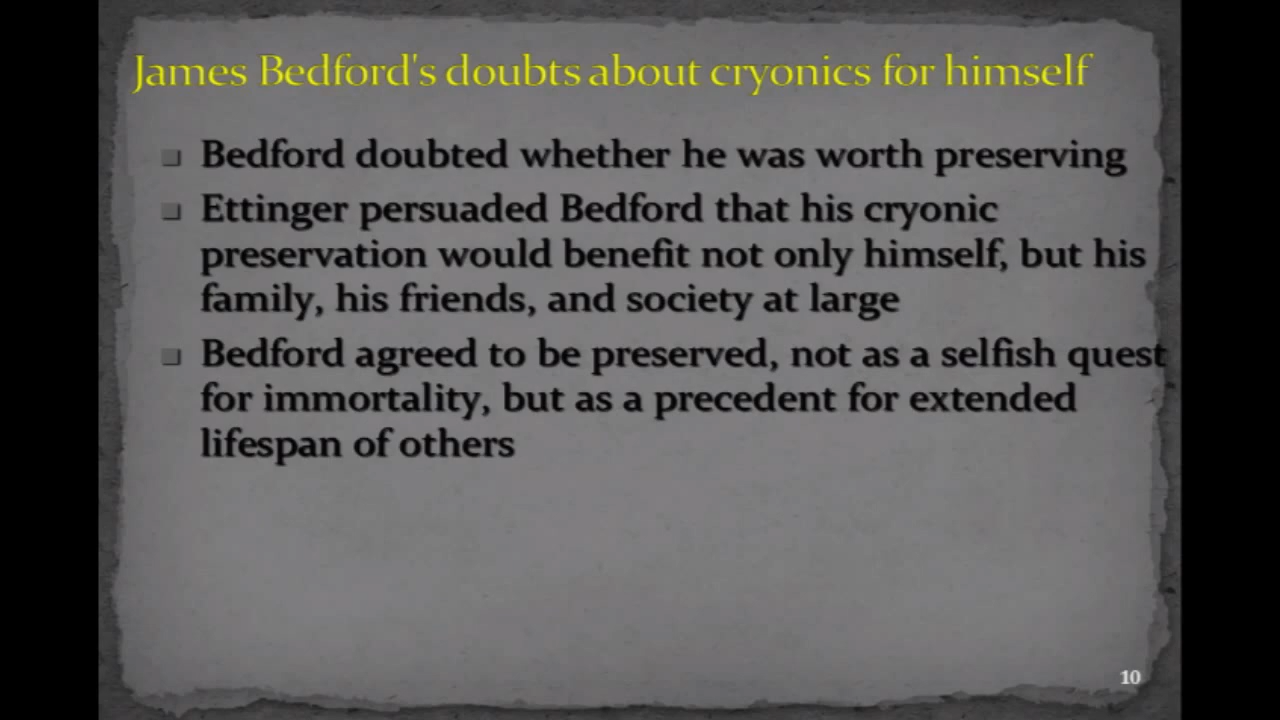 James Bedford's doubts about cryonics for himself
Bedford doubted whether he was worth preserving
Ettinger persuaded Bedford that his cryonic
preservation would benefit not only himself, but his
family, his friends, and society at large
Bedford agreed to be preserved, not as a selfish quest
for immortality, but as a precedent for extended
lifespan of others
10